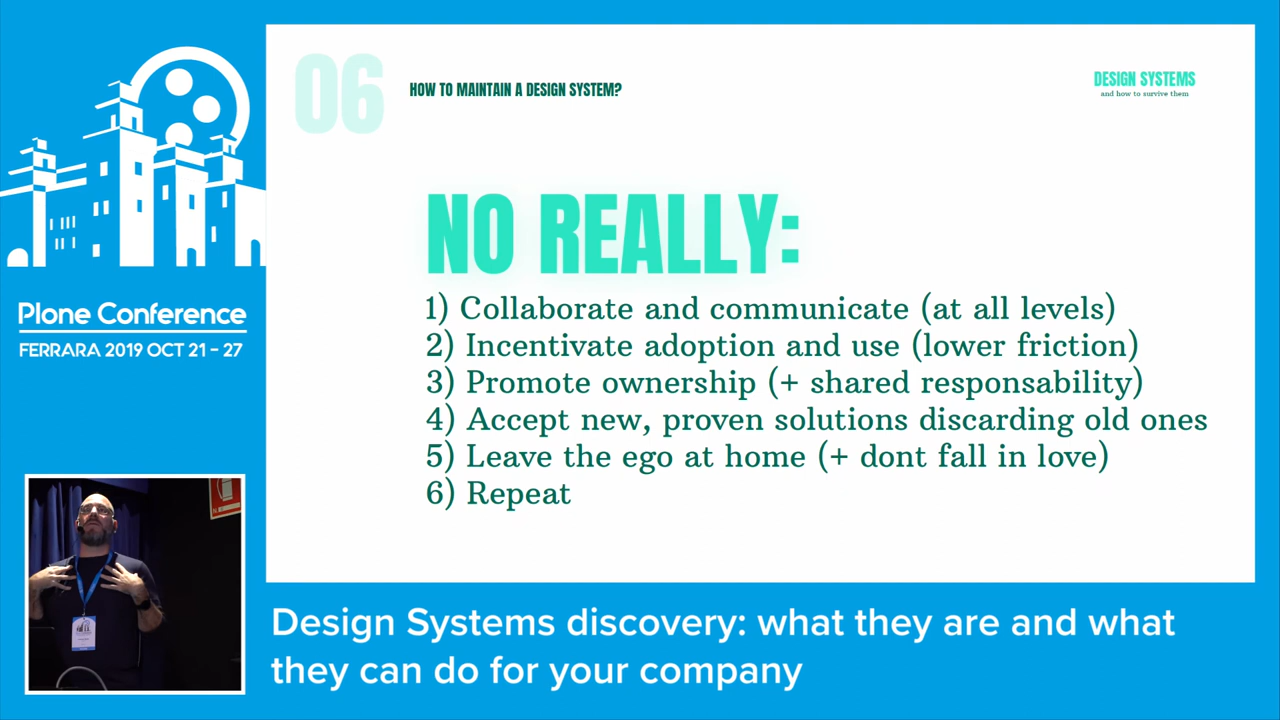 06
HOW TO MAINTAIN A DESIGN SYSTEM?
DESIGN SYSTEMS
and how to survive them
NO REALLY:
1) Collaborate and communicate (at all levels)
2) Incentivate adoption and use (lower friction)
3) Promote ownership (+ shared responsability)
4) Accept new, proven solutions discarding old ones
5) Leave the ego at home (+ dont fall in love)
6) Repeat
Plone Conference
FERRARA 2019 OCT 21 - 27
Design Systems discovery: what they are and what
they can do for your company